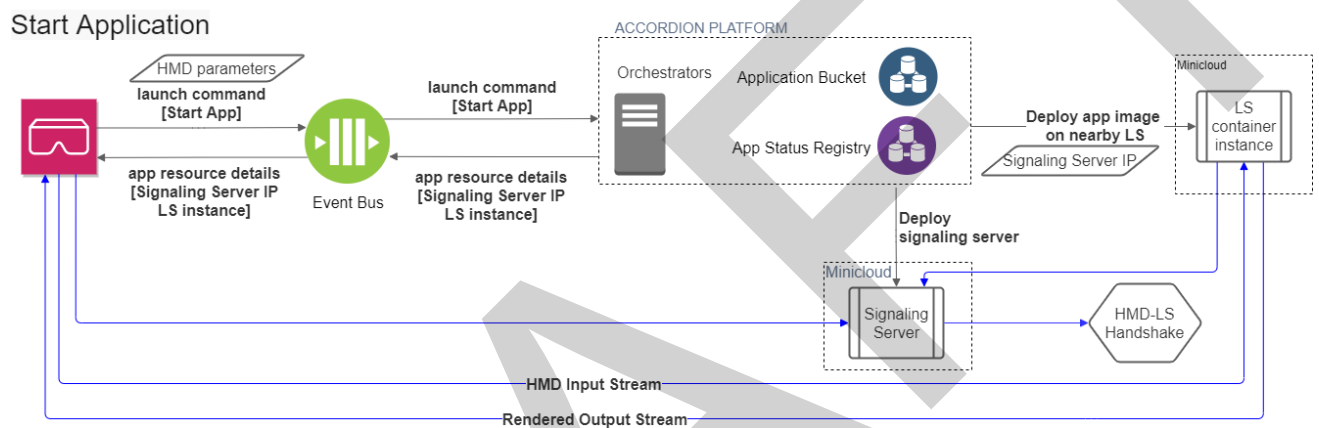 Start Application
HMD parameters
launch command
[Start App]
app resource details
[Signaling Server IP
LS instance]
Event Bus
launch command
[Start App]
app resource details
[Signaling Server IP
LS instance]
ACCORDION PLATFORM
Orchestrators
Application Bucket
App Status Registry
Deploy app image
on nearby LS
Signaling Server IP
Minicloud
LS
container
instance
Deploy
signaling server
Minicloud
Signaling
Server
HMD-LS
Handshake
HMD Input Stream
Rendered Output Stream